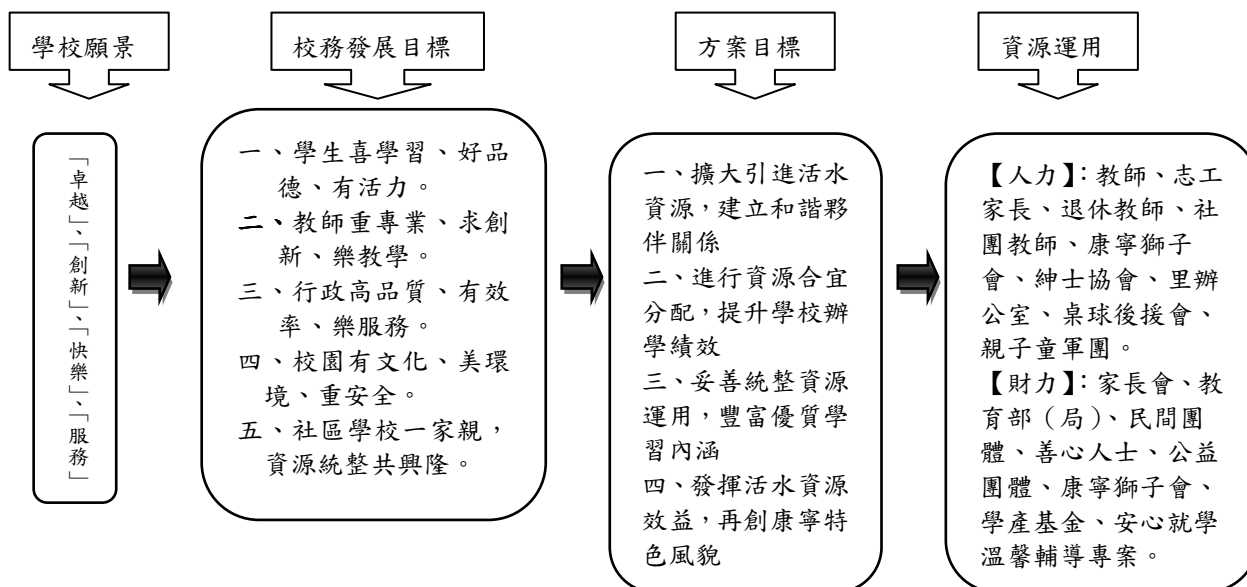 學校願景
校務發展目標
方案目標
資源運用
「卓越」、「創新」、「快樂」、「服務」
一、學生喜學習、好品
德、有活力。
二、教師重專業、求創
新、樂教學。
三、行政高品質、有效
率、樂服務。
四、校園有文化、美環
境、重安全。
五、社區學校一家親，
資源統整共興隆。
一、擴大引進活水
資源，建立和諧夥
伴關係
二、進行資源合宜
分配，提升學校辦
學績效
三、妥善統整資源
運用，豐富優質學
習內涵
四、發揮活水資源
效益，再創康寧特
色風貌
【人力】：教師、志工
家長、退休教師、社
團教師、康寧獅子
會、紳士協會、里辦
公室、桌球後援會、
親子童軍團。
【財力】：家長會、教
育部（局）、民間團
體、善心人士、公益
團體、康寧獅子會、
學產基金、安心就學
溫馨輔導專案。